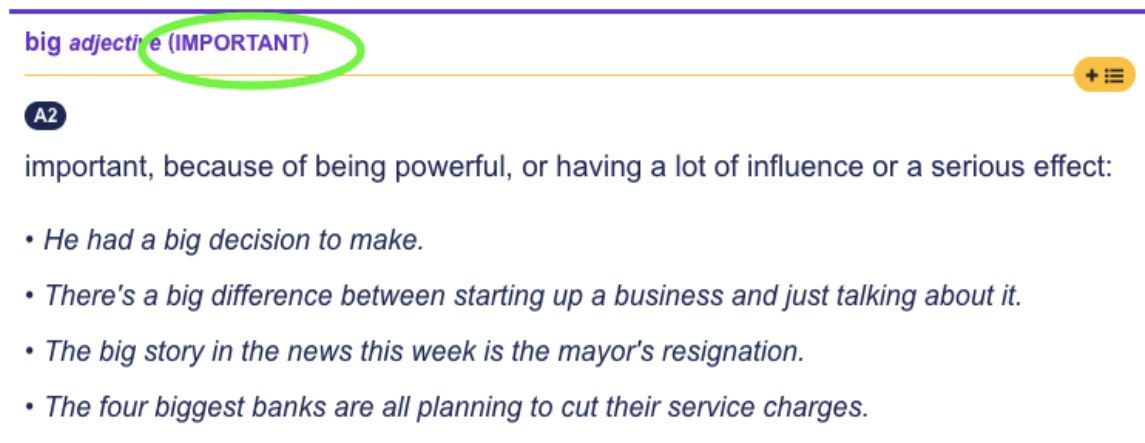 big adjective (IMPORTANT)
A2
important, because of being powerful, or having a lot of influence or a serious effect:
• He had a big decision to make.
• There's a big difference between starting up a business and just talking about it.
• The big story in the news this week is the mayor's resignation.
• The four biggest banks are all planning to cut their service charges.